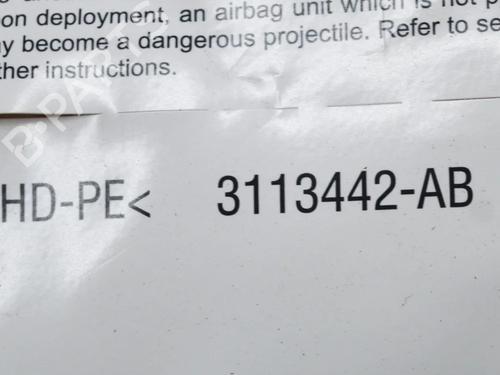 on deployment, an airbag unit which is not p
y become a dangerous projectile. Refer to se
ther instructions.
B-PARTS
HD-PE< 3113442-AB